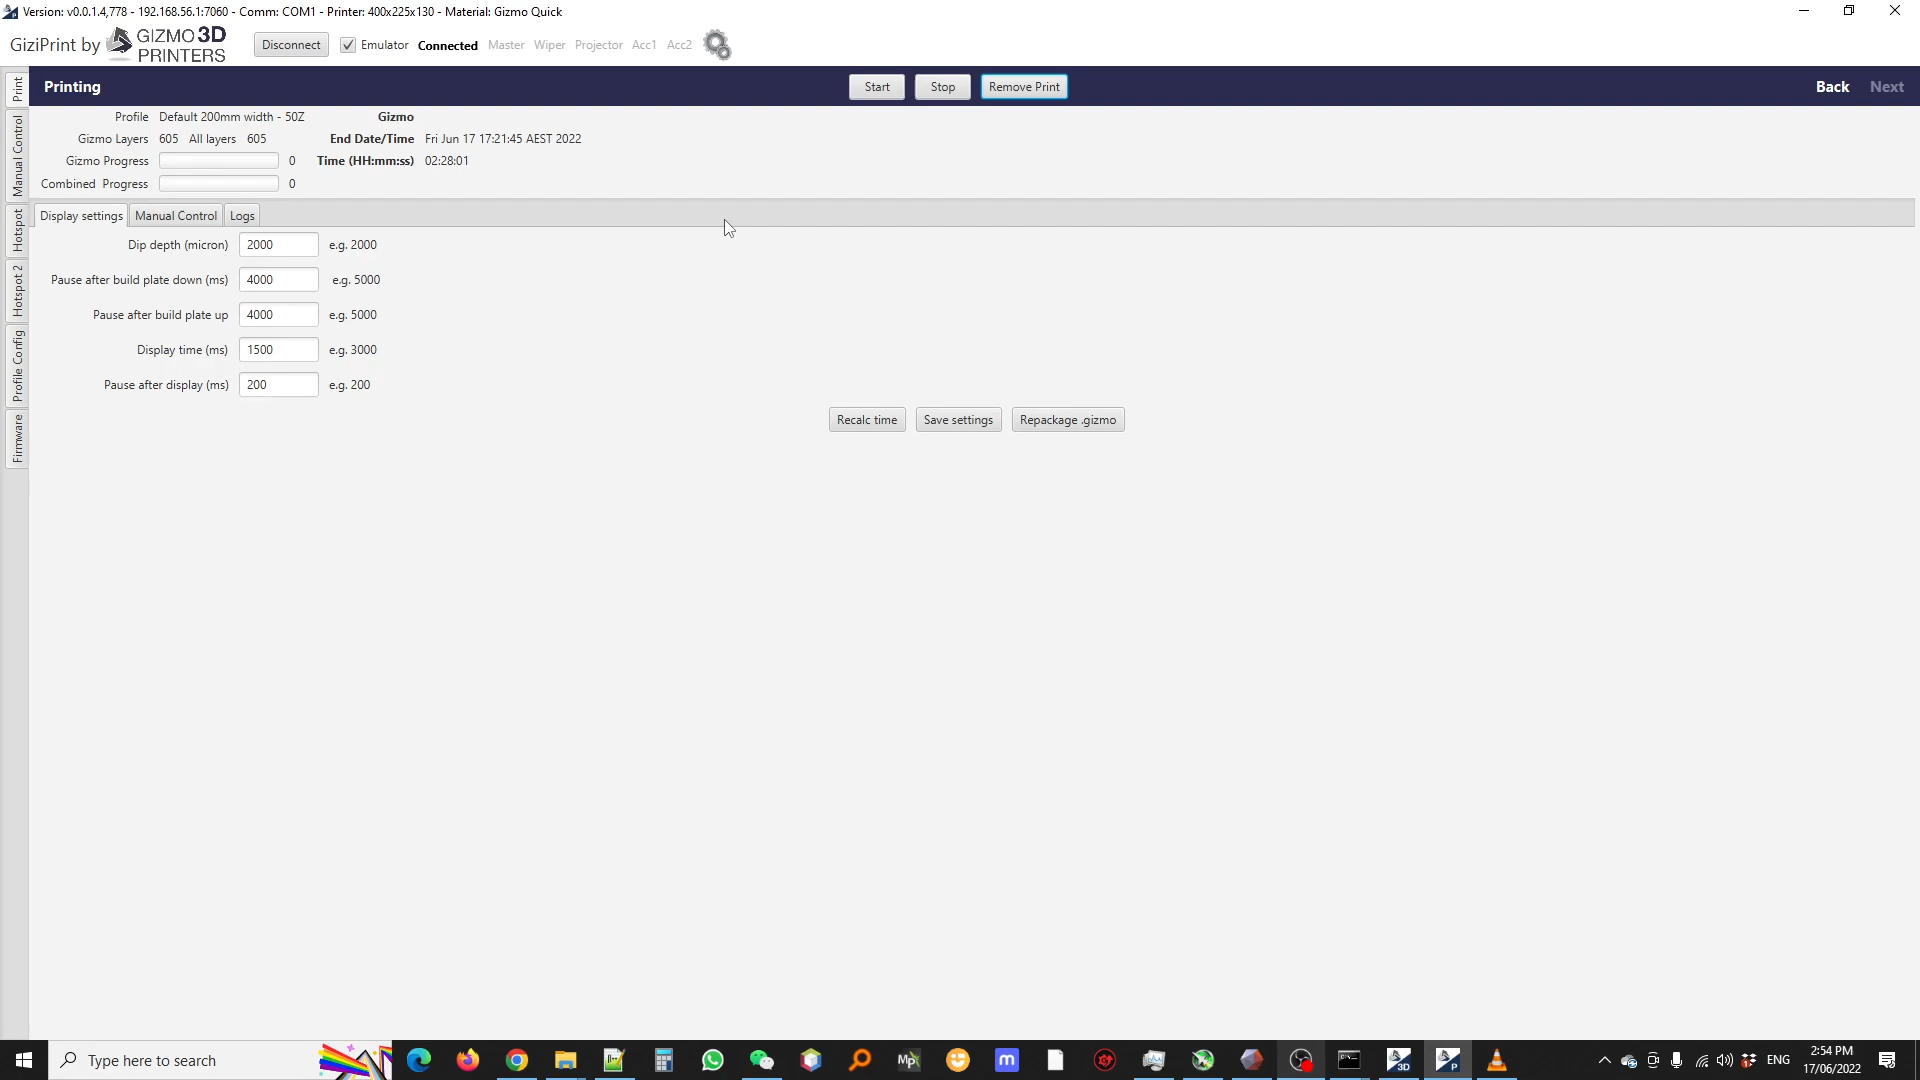 Version: v0.0.1.4,778 - 192.168.56.1:7060 - Comm: COM1 - Printer: 400x225x130 - Material: Gizmo Quick
GiziPrint by GIZMO 3D PRINTERS Disconnect Emulator Connected Master Wiper Projector Acc1 Acc2
Print
Manual Control
Hotspot
Hotspot 2
Profile Config
Firmware
Printing Start Stop Remove Print Back Next
Profile Default 200mm width - 50Z Gizmo
Gizmo Layers 605 All layers 605 End Date/Time Fri Jun 17 17:21:45 AEST 2022
Gizmo Progress 0 Time (HH:mm:ss) 02:28:01
Combined Progress 0
Display settings Manual Control Logs
Dip depth (micron) 2000 e.g. 2000
Pause after build plate down (ms) 4000 e.g. 5000
Pause after build plate up 4000 e.g. 5000
Display time (ms) 1500 e.g. 3000
Pause after display (ms) 200 e.g. 200
Recalc time Save settings Repackage .gizmo
Type here to search
ENG
2:54 PM
17/06/2022